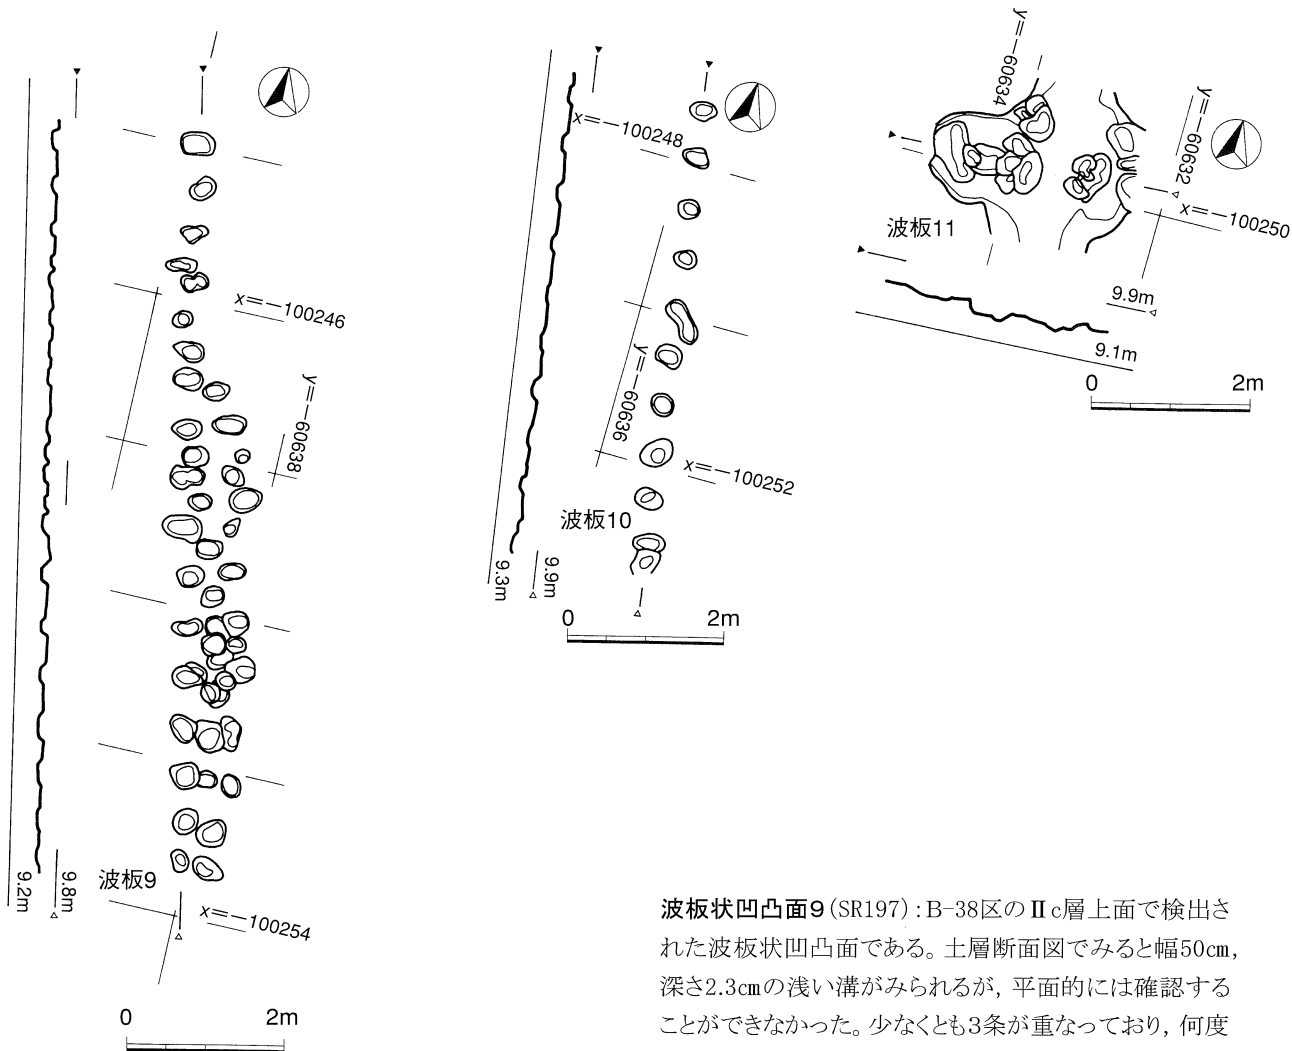 x=-100246
y=-60638
9.2m
9.8m
波板9
x=-100254
0 2m
x=-100248
y=-60636
x=-100252
波板10
9.3m
9.9m
0 2m
y=-60634
y=-60632
x=-100250
波板11
9.9m
9.1m
0 2m
波板状凹凸面9(SR197):B-38区のⅡc層上面で検出さ
れた波板状凹凸面である。土層断面図でみると幅50㎝,
深さ2.3㎝の浅い溝がみられるが, 平面的には確認する
ことができなかった。少なくとも3条が重なっており, 何度